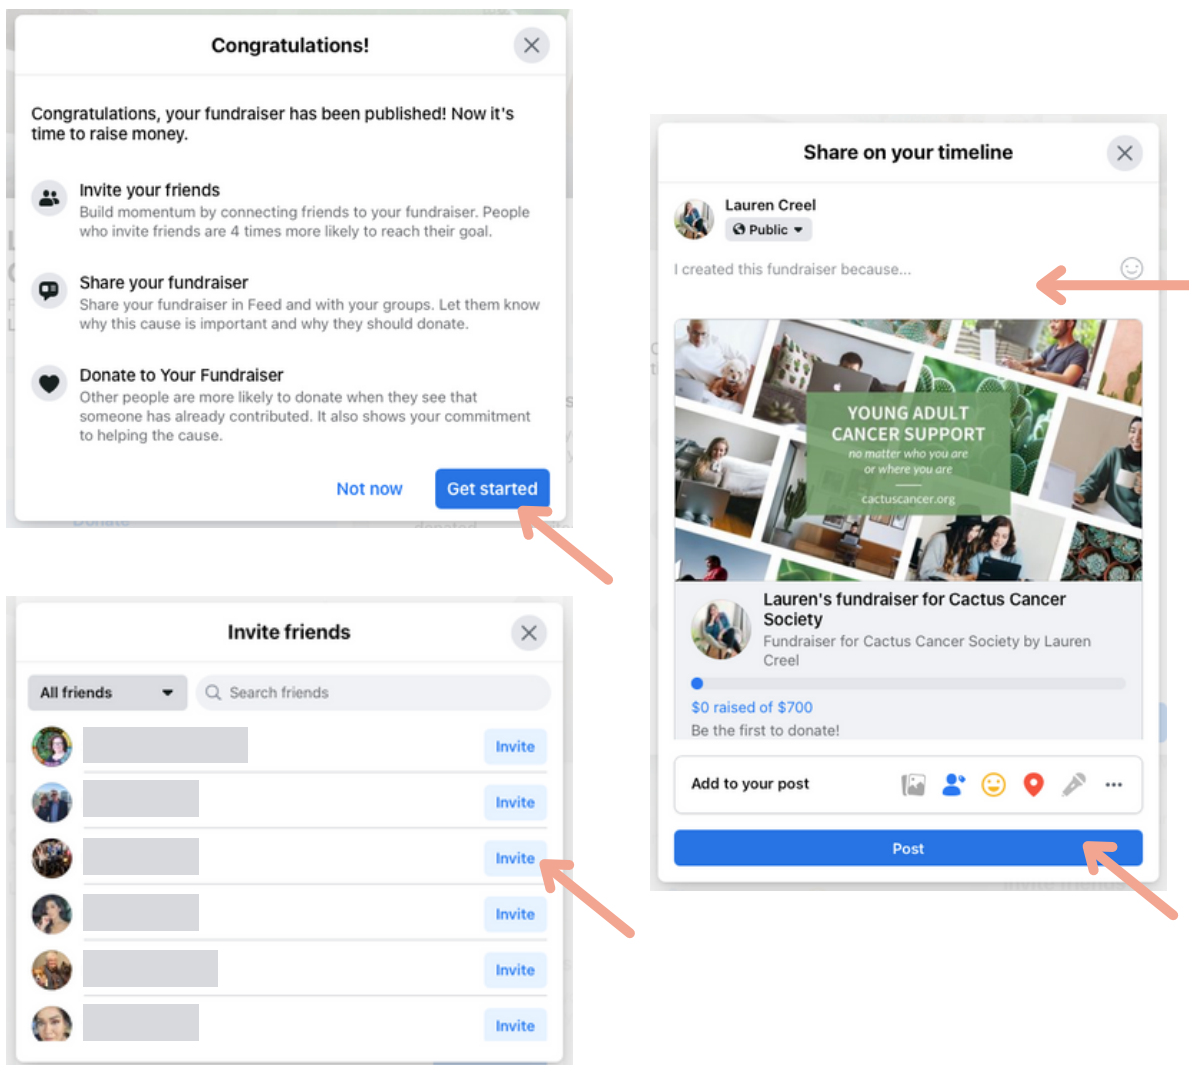 Congratulations!
Congratulations, your fundraiser has been published! Now it's
time to raise money.
Invite your friends
Build momentum by connecting friends to your fundraiser. People
who invite friends are 4 times more likely to reach their goal.
Share your fundraiser
Share your fundraiser in Feed and with your groups. Let them know
why this cause is important and why they should donate.
Donate to Your Fundraiser
Other people are more likely to donate when they see that
someone has already contributed. It also shows your commitment
to helping the cause.
Not now
Get started
Donate
donated
Invite friends
All friends
Search friends
Invite
Invite
Invite
Invite
Invite
Invite
Share on your timeline
Lauren Creel
Public
I created this fundraiser because...
YOUNG ADULT
CANCER SUPPORT
no matter who you are
or where you are
cactuscancer.org
Lauren's fundraiser for Cactus Cancer
Society
Fundraiser for Cactus Cancer Society by Lauren
Creel
$0 raised of $700
Be the first to donate!
Add to your post
Post